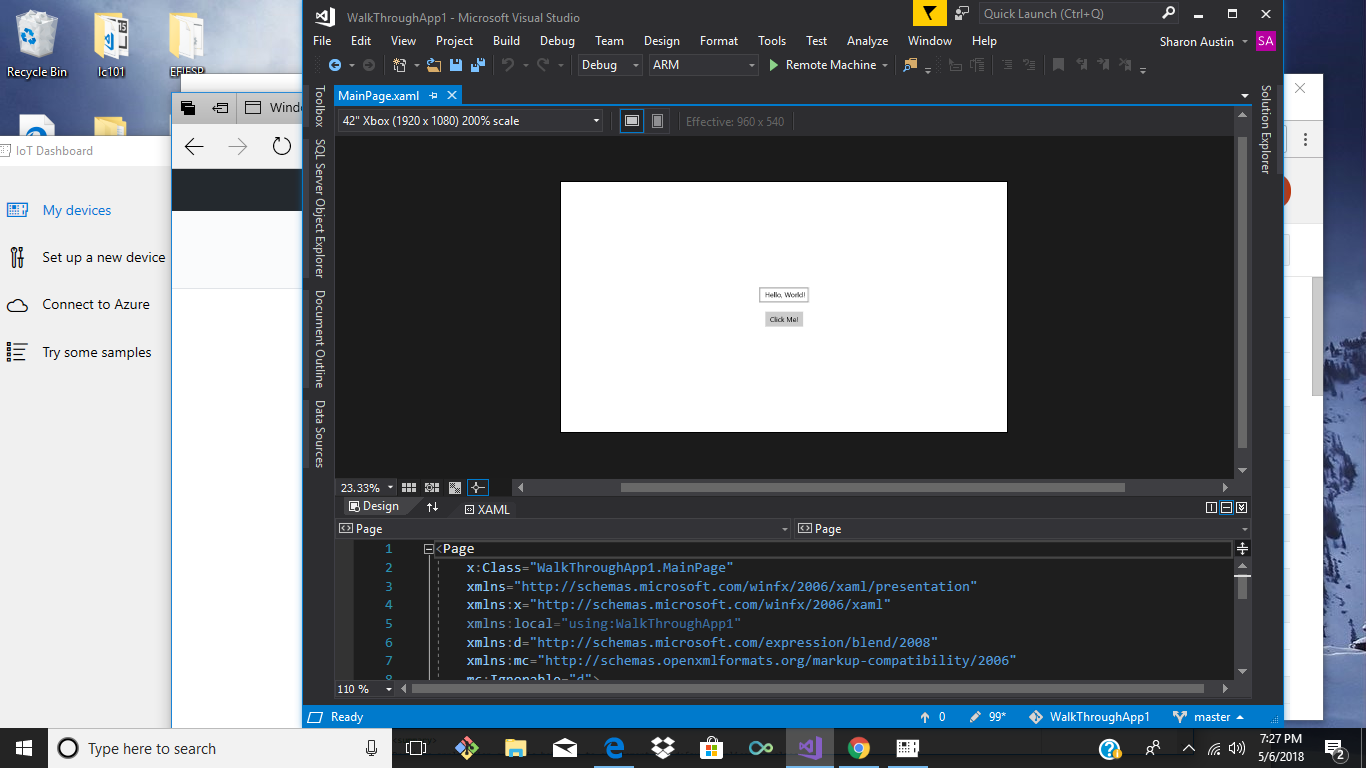 Recycle Bin
Ic101
EFIESP
IoT Dashboard
My devices
Set up a new device
Connect to Azure
Try some samples
Windo
WalkThroughApp1 - Microsoft Visual Studio
Quick Launch (Ctrl+Q)
File Edit View Project Build Debug Team Design Format Tools Test Analyze Window Help
Sharon Austin SA
Debug ARM Remote Machine
Toolbox
SQL Server Object Explorer
Document Outline
Data Sources
Solution Explorer
MainPage.xaml
42" Xbox (1920 x 1080) 200% scale
Effective: 960 x 540
Hello, World!
Click Me!
23.33%
Design XAML
Page Page
1 <Page
2 x:Class="WalkThroughApp1.MainPage"
3 xmlns="http://schemas.microsoft.com/winfx/2006/xaml/presentation"
4 xmlns:x="http://schemas.microsoft.com/winfx/2006/xaml"
5 xmlns:local="using:WalkThroughApp1"
6 xmlns:d="http://schemas.microsoft.com/expression/blend/2008"
7 xmlns:mc="http://schemas.openxmlformats.org/markup-compatibility/2006"
8 mc:Ignorable="d">
110 %
Ready 0 99* WalkThroughApp1 master
Type here to search
7:27 PM
5/6/2018
2